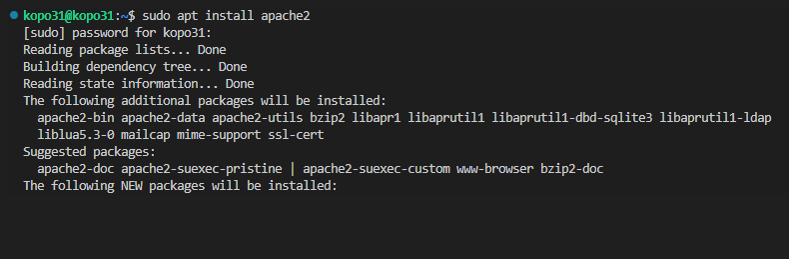 kopo31@kopo31:~$ sudo apt install apache2
[sudo] password for kopo31:
Reading package lists... Done
Building dependency tree... Done
Reading state information... Done
The following additional packages will be installed:
  apache2-bin apache2-data apache2-utils bzip2 libapr1 libaprutil1 libaprutil1-dbd-sqlite3 libaprutil1-ldap
  liblua5.3-0 mailcap mime-support ssl-cert
Suggested packages:
  apache2-doc apache2-suexec-pristine | apache2-suexec-custom www-browser bzip2-doc
The following NEW packages will be installed: